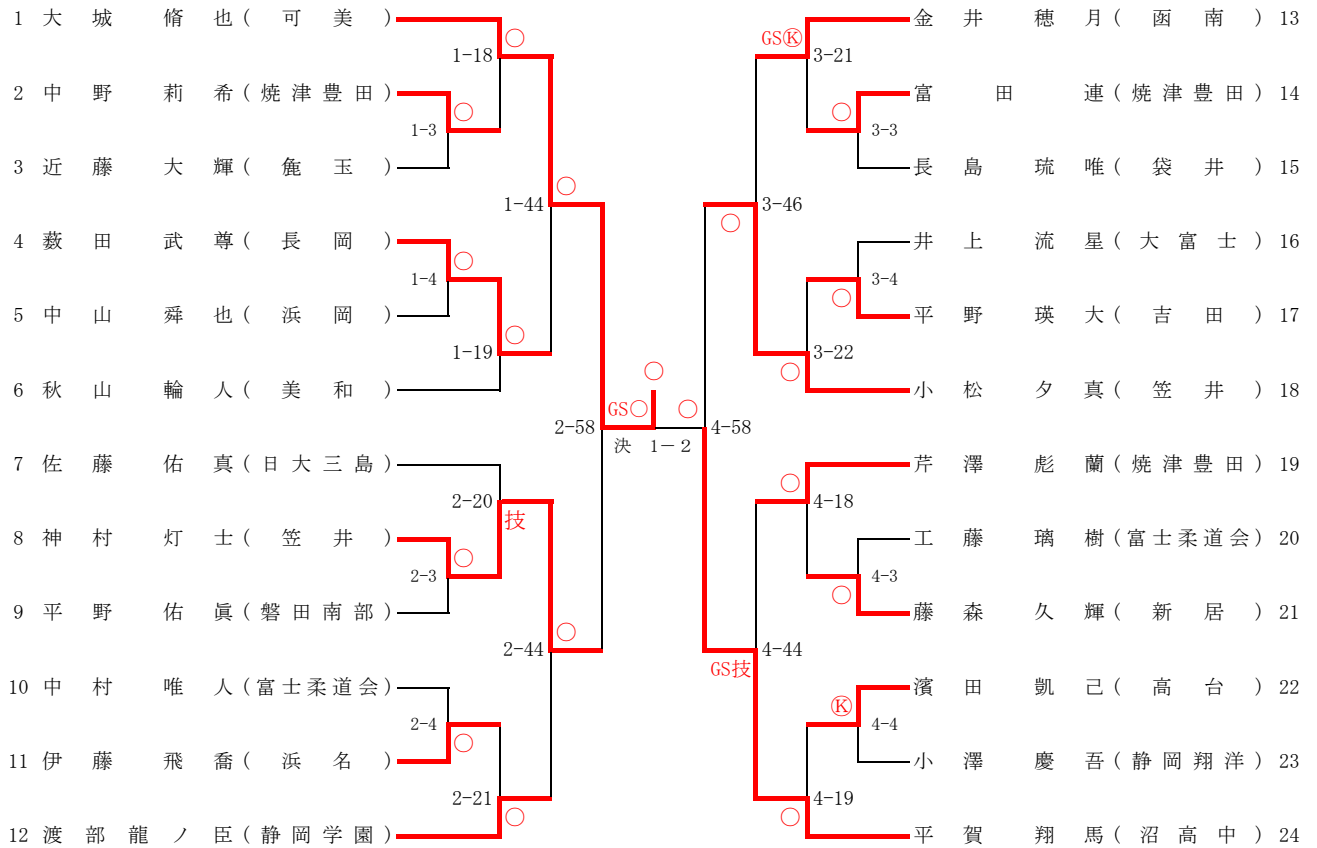 1 大城脩也(可美)
○
1-18
2 中野莉希(焼津豊田)
○
1-3
3 近藤大輝(麁玉)
○
1-44
4 薮田武尊(長岡)
○
1-4
5 中山舜也(浜岡)
○
1-19
6 秋山輪人(美和)
GS○
2-58
7 佐藤佑真(日大三島)
2-20
技
8 神村灯士(笠井)
○
2-3
9 平野佑眞(磐田南部)
○
2-44
10 中村唯人(富士柔道会)
2-4
○
11 伊藤飛喬(浜名)
2-21
○
12 渡部龍ノ臣(静岡学園)
○
決 1-2
金井穂月(函南) 13
GSⓀ
3-21
富田連(焼津豊田) 14
○
3-3
長島琉唯(袋井) 15
3-46
○
井上流星(大富士) 16
3-4
○
平野瑛大(吉田) 17
3-22
○
小松夕真(笠井) 18
○
4-58
芹澤彪蘭(焼津豊田) 19
○
4-18
工藤璃樹(富士柔道会) 20
4-3
○
藤森久輝(新居) 21
4-44
GS技
濱田凱己(高台) 22
Ⓚ
4-4
小澤慶吾(静岡翔洋) 23
4-19
○
平賀翔馬(沼高中) 24